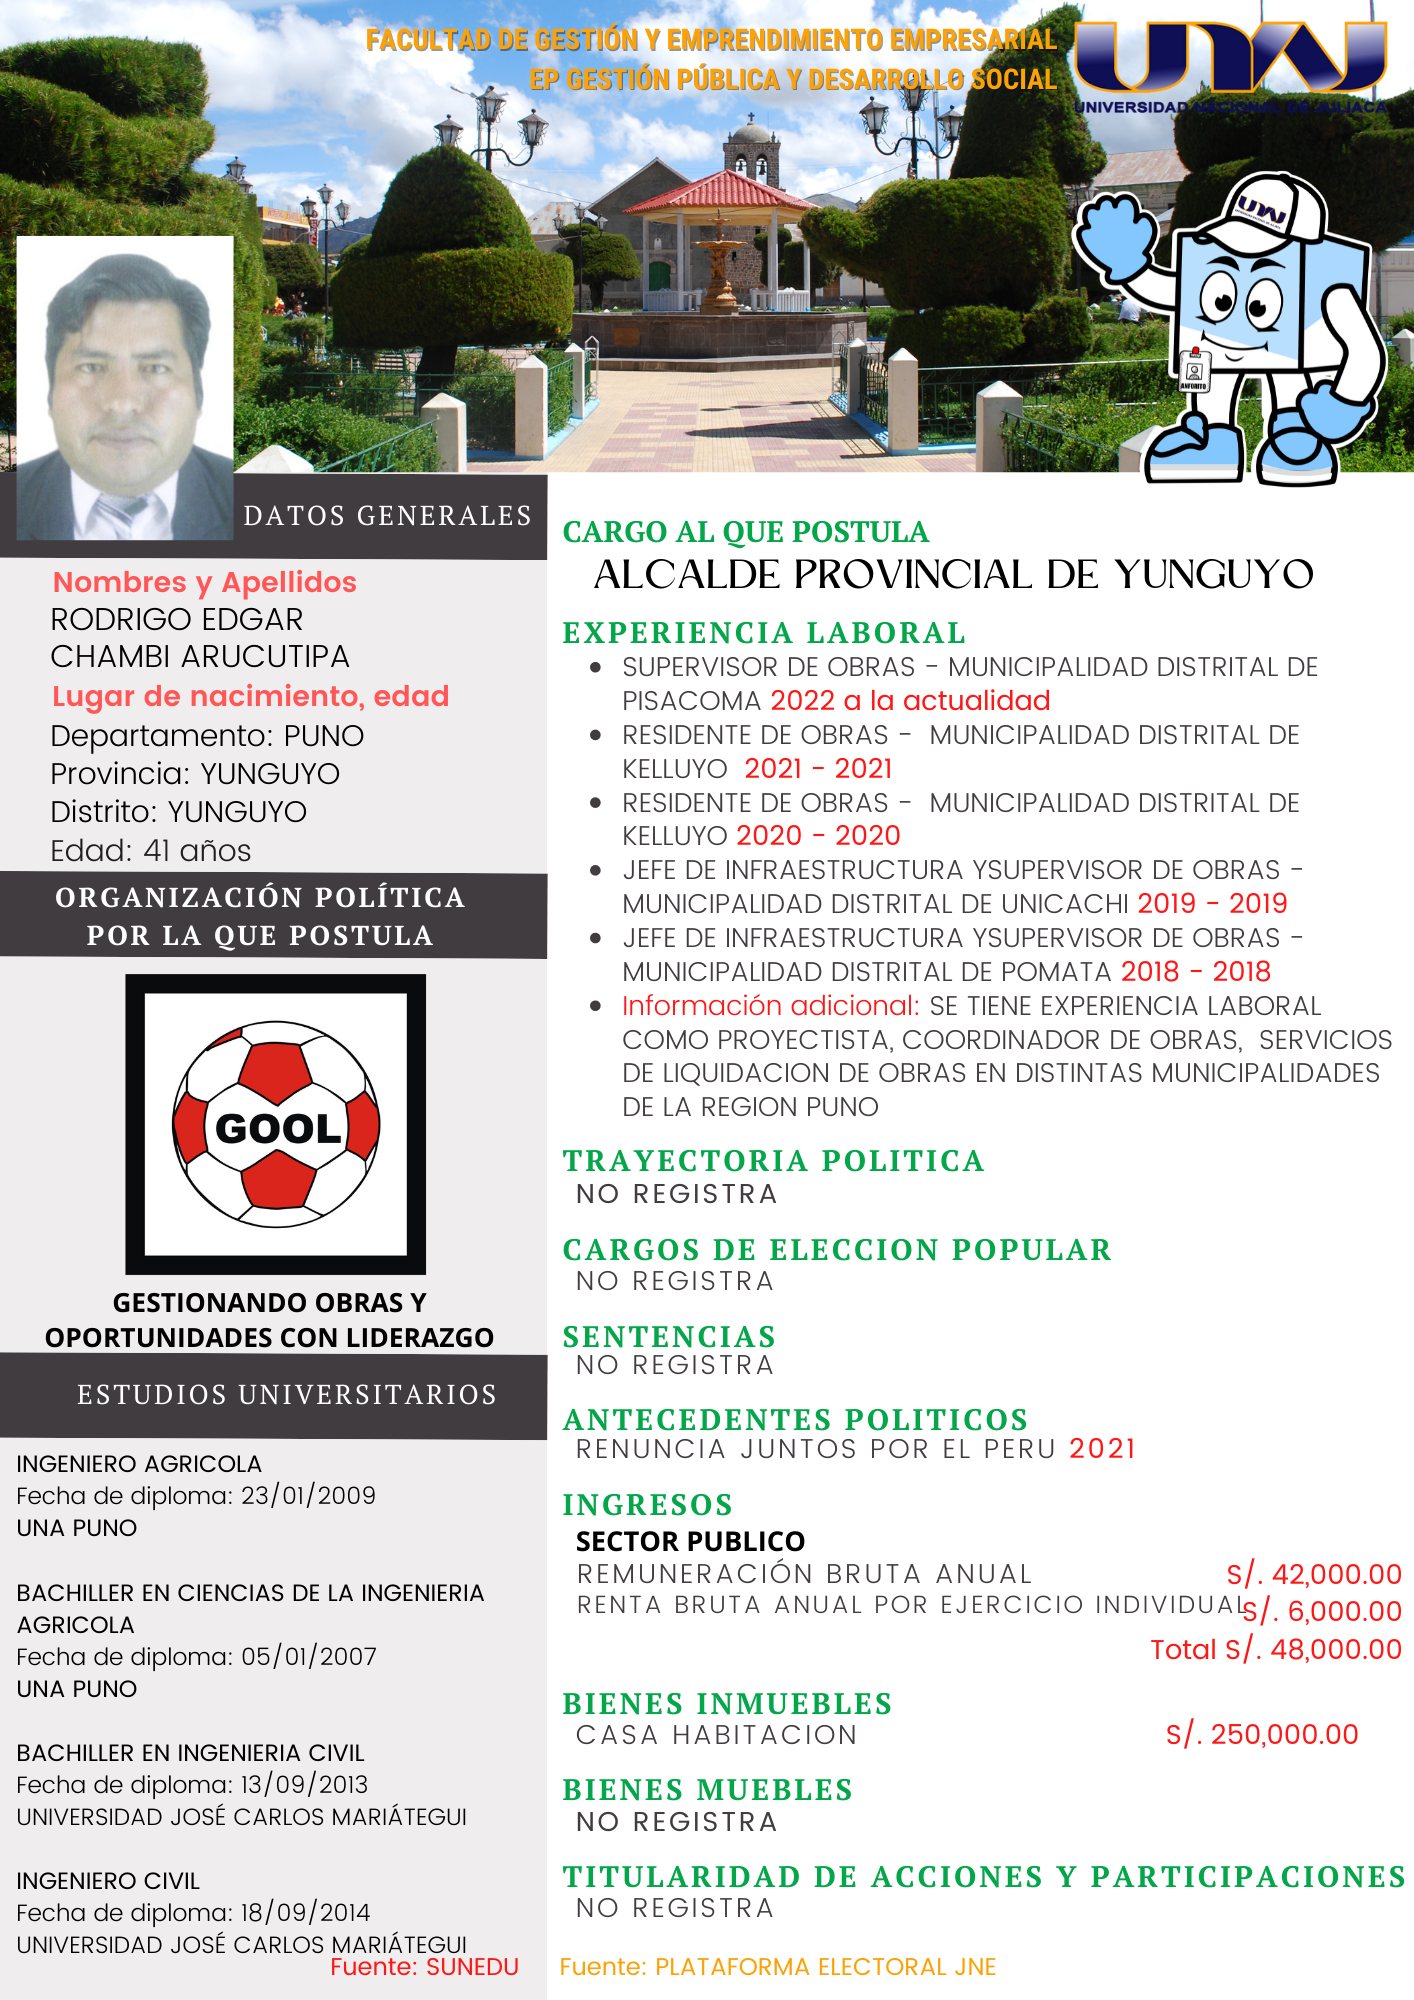 FACULTAD DE GESTIÓN Y EMPRENDIMIENTO EMPRESARIAL
EP GESTIÓN PÚBLICA Y DESARROLLO SOCIAL
UNAJ
UNIVERSIDAD NACIONAL DE JULIACA
UNAJ
ANFORITO
DATOS GENERALES
Nombres y Apellidos
RODRIGO EDGAR
CHAMBI ARUCUTIPA
Lugar de nacimiento, edad
Departamento: PUNO
Provincia: YUNGUYO
Distrito: YUNGUYO
Edad: 41 años
ORGANIZACIÓN POLÍTICA
POR LA QUE POSTULA
GOOL
GESTIONANDO OBRAS Y
OPORTUNIDADES CON LIDERAZGO
ESTUDIOS UNIVERSITARIOS
INGENIERO AGRICOLA
Fecha de diploma: 23/01/2009
UNA PUNO
BACHILLER EN CIENCIAS DE LA INGENIERIA
AGRICOLA
Fecha de diploma: 05/01/2007
UNA PUNO
BACHILLER EN INGENIERIA CIVIL
Fecha de diploma: 13/09/2013
UNIVERSIDAD JOSÉ CARLOS MARIÁTEGUI
INGENIERO CIVIL
Fecha de diploma: 18/09/2014
UNIVERSIDAD JOSÉ CARLOS MARIÁTEGUI
Fuente: SUNEDU
CARGO AL QUE POSTULA
ALCALDE PROVINCIAL DE YUNGUYO
EXPERIENCIA LABORAL
• SUPERVISOR DE OBRAS - MUNICIPALIDAD DISTRITAL DE
PISACOMA 2022 a la actualidad
• RESIDENTE DE OBRAS - MUNICIPALIDAD DISTRITAL DE
KELLUYO 2021 - 2021
• RESIDENTE DE OBRAS - MUNICIPALIDAD DISTRITAL DE
KELLUYO 2020 - 2020
• JEFE DE INFRAESTRUCTURA YSUPERVISOR DE OBRAS -
MUNICIPALIDAD DISTRITAL DE UNICACHI 2019 - 2019
• JEFE DE INFRAESTRUCTURA YSUPERVISOR DE OBRAS -
MUNICIPALIDAD DISTRITAL DE POMATA 2018 - 2018
• Información adicional: SE TIENE EXPERIENCIA LABORAL
COMO PROYECTISTA, COORDINADOR DE OBRAS, SERVICIOS
DE LIQUIDACION DE OBRAS EN DISTINTAS MUNICIPALIDADES
DE LA REGION PUNO
TRAYECTORIA POLITICA
NO REGISTRA
CARGOS DE ELECCION POPULAR
NO REGISTRA
SENTENCIAS
NO REGISTRA
ANTECEDENTES POLITICOS
RENUNCIA JUNTOS POR EL PERU 2021
INGRESOS
SECTOR PUBLICO
REMUNERACIÓN BRUTA ANUAL S/. 42,000.00
RENTA BRUTA ANUAL POR EJERCICIO INDIVIDUAL S/. 6,000.00
Total S/. 48,000.00
BIENES INMUEBLES
CASA HABITACION S/. 250,000.00
BIENES MUEBLES
NO REGISTRA
TITULARIDAD DE ACCIONES Y PARTICIPACIONES
NO REGISTRA
Fuente: PLATAFORMA ELECTORAL JNE